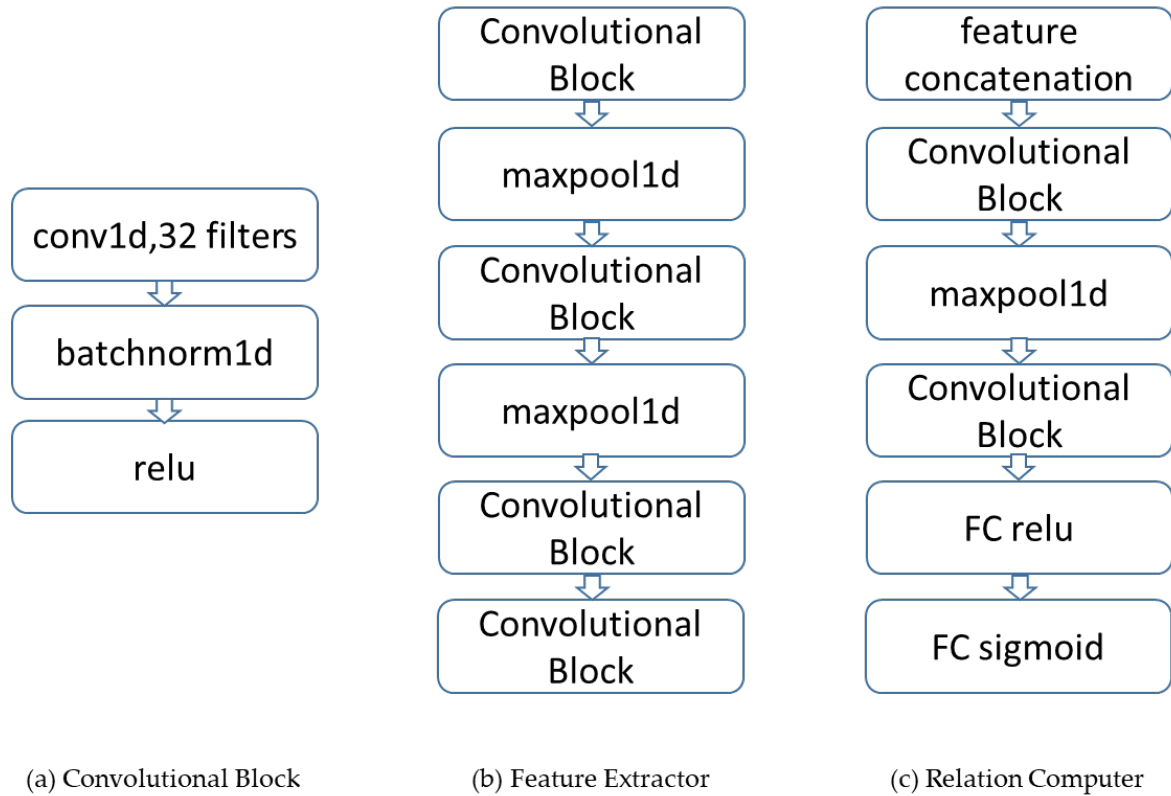 conv1d,32 filters
batchnorm1d
relu
(a) Convolutional Block
Convolutional
Block
maxpool1d
Convolutional
Block
maxpool1d
Convolutional
Block
Convolutional
Block
(b) Feature Extractor
feature
concatenation
Convolutional
Block
maxpool1d
Convolutional
Block
FC relu
FC sigmoid
(c) Relation Computer